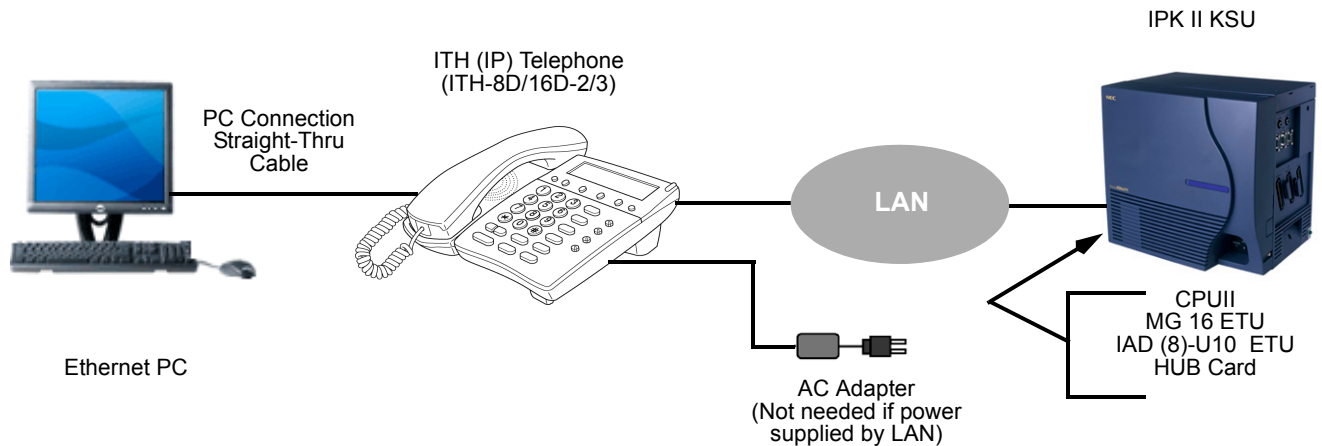 IPK II KSU
ITH (IP) Telephone
(ITH-8D/16D-2/3)
PC Connection
Straight-Thru
Cable
LAN
Ethernet PC
AC Adapter
(Not needed if power
supplied by LAN)
CPUII
MG 16 ETU
IAD (8)-U10 ETU
HUB Card
NEC